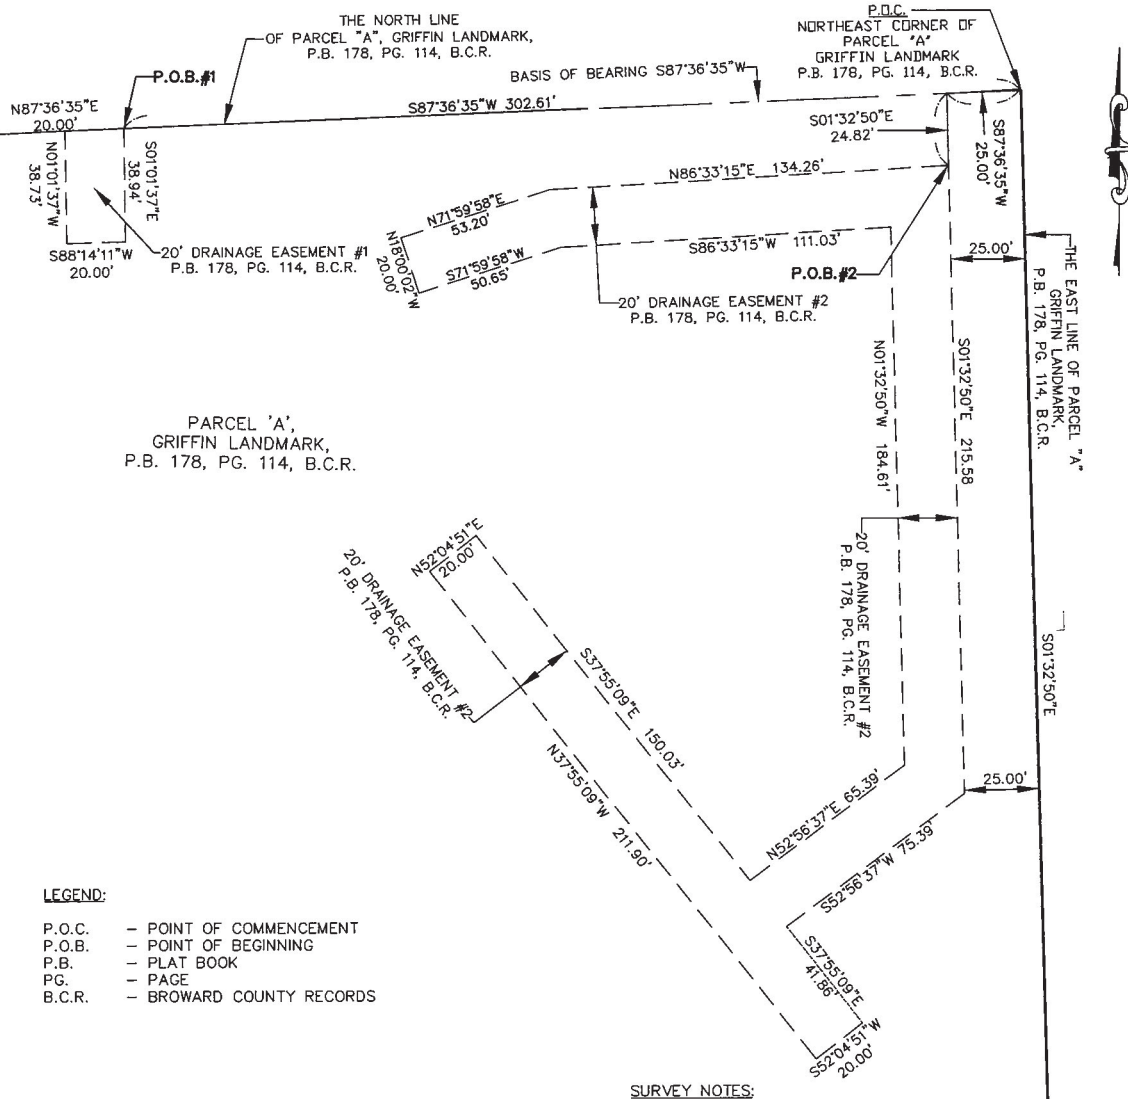 THE NORTH LINE
OF PARCEL "A", GRIFFIN LANDMARK,
P.B. 178, PG. 114, B.C.R.
P.O.C.
NORTHEAST CORNER OF
PARCEL "A"
GRIFFIN LANDMARK
P.B. 178, PG. 114, B.C.R.
P.O.B.#1
BASIS OF BEARING S87°36'35"W
N87°36'35"E
20.00'
S87°36'35"W 302.61'
S01°32'50"E
24.82'
S87°36'35"W
25.00'
N01°01'37"W
38.73'
S01°01'37"E
38.94'
S88°14'11"W
20.00'
20' DRAINAGE EASEMENT #1
P.B. 178, PG. 114, B.C.R.
N86°33'15"E 134.26'
N71°59'58"E
53.20'
N18°00'02"W
20.00'
S71°59'58"W
50.65'
S86°33'15"W 111.03'
P.O.B.#2
25.00'
20' DRAINAGE EASEMENT #2
P.B. 178, PG. 114, B.C.R.
THE EAST LINE OF PARCEL "A"
GRIFFIN LANDMARK,
P.B. 178, PG. 114, B.C.R.
N01°32'50"W 184.61'
S01°32'50"E 215.58
PARCEL 'A',
GRIFFIN LANDMARK,
P.B. 178, PG. 114, B.C.R.
N52°04'51"E
20.00'
20' DRAINAGE EASEMENT #2
P.B. 178, PG. 114, B.C.R.
20' DRAINAGE EASEMENT #2
P.B. 178, PG. 114, B.C.R.
S37°55'09"E 150.03'
N37°55'09"W 211.90'
S01°32'50"E
25.00'
N52°56'37"E 65.39'
S52°56'37"W 75.39'
S37°55'09"E
41.86'
S52°04'51"W
20.00'
LEGEND:
P.O.C. – POINT OF COMMENCEMENT
P.O.B. – POINT OF BEGINNING
P.B. – PLAT BOOK
PG. – PAGE
B.C.R. – BROWARD COUNTY RECORDS
SURVEY NOTES: